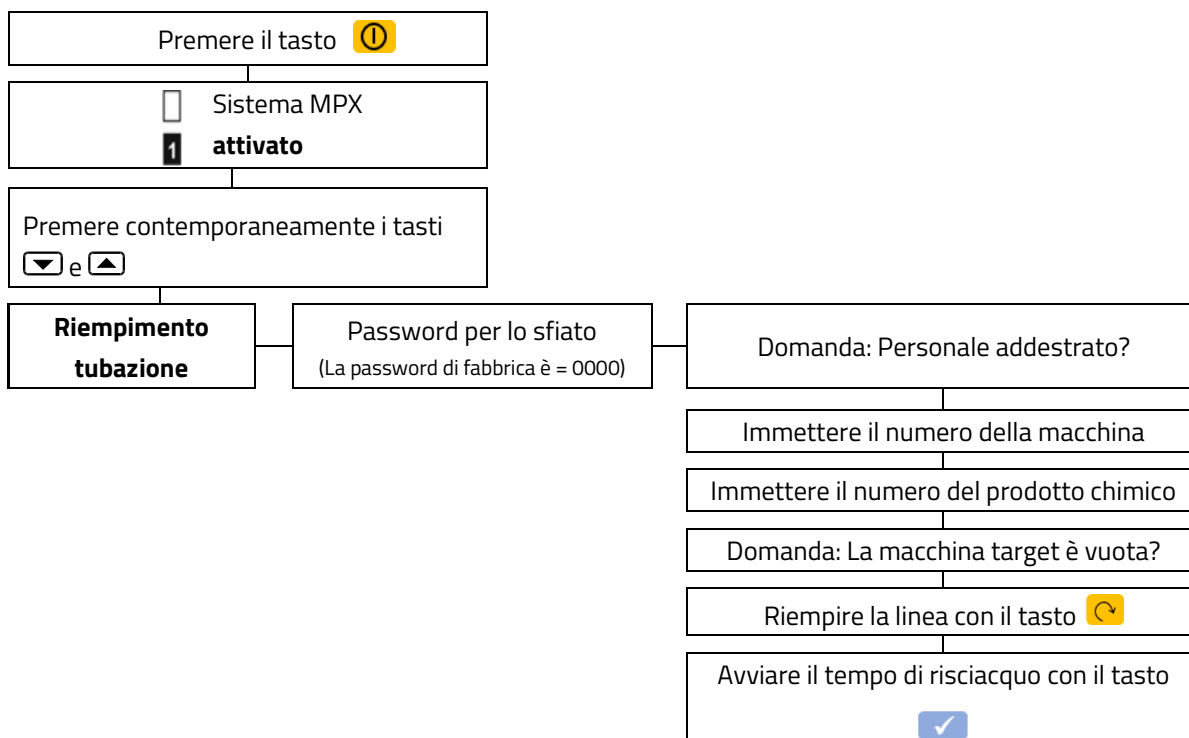 Premere il tasto
Sistema MPX
1 attivato
Premere contemporaneamente i tasti
e
Riempimento
tubazione
Password per lo sfiato
(La password di fabbrica è = 0000)
Domanda: Personale addestrato?
Immettere il numero della macchina
Immettere il numero del prodotto chimico
Domanda: La macchina target è vuota?
Riempire la linea con il tasto
Avviare il tempo di risciacquo con il tasto